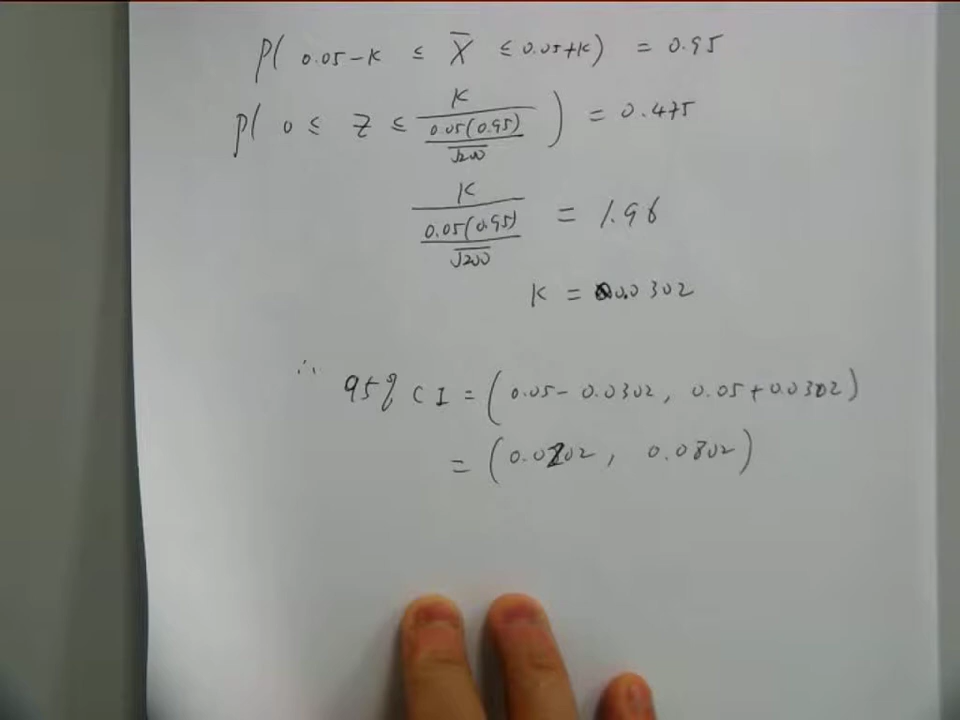 P( 0.05-K ≤ X̄ ≤ 0.05+K) = 0.95
P( 0 ≤ Z ≤ K / (0.05(0.95) / √200) ) = 0.475
K / (0.05(0.95) / √200) = 1.96
K = 0.0302
∴ 95% CI = (0.05-0.0302, 0.05+0.0302)
= (0.0202, 0.0802)